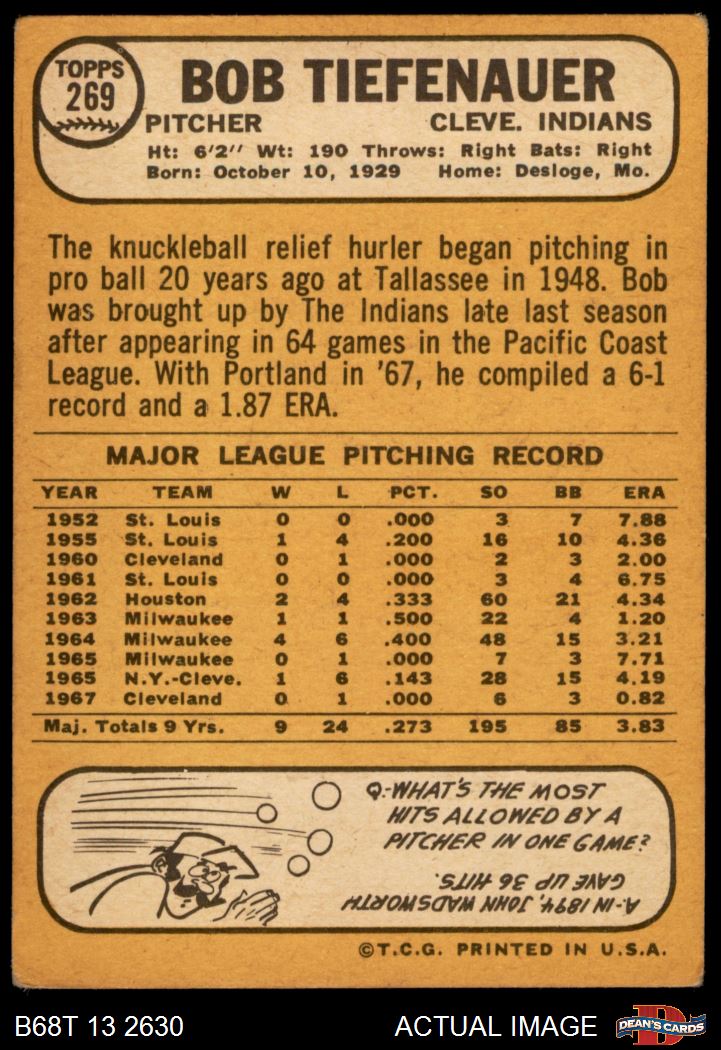 TOPPS
269
BOB TIEFENAUER
PITCHER CLEVE. INDIANS
Ht: 6'2" Wt: 190 Throws: Right Bats: Right
Born: October 10, 1929 Home: Desloge, Mo.
The knuckleball relief hurler began pitching in
pro ball 20 years ago at Tallassee in 1948. Bob
was brought up by The Indians late last season
after appearing in 64 games in the Pacific Coast
League. With Portland in '67, he compiled a 6-1
record and a 1.87 ERA.
MAJOR LEAGUE PITCHING RECORD
YEAR TEAM W L PCT. SO BB ERA
1952 St. Louis 0 0 .000 3 7 7.88
1955 St. Louis 1 4 .200 16 10 4.36
1960 Cleveland 0 1 .000 2 3 2.00
1961 St. Louis 0 0 .000 3 4 6.75
1962 Houston 2 4 .333 60 21 4.34
1963 Milwaukee 1 1 .500 22 4 1.20
1964 Milwaukee 4 6 .400 48 15 3.21
1965 Milwaukee 0 1 .000 7 3 7.71
1965 N.Y.-Cleve. 1 6 .143 28 15 4.19
1967 Cleveland 0 1 .000 6 3 0.82
Maj. Totals 9 Yrs. 9 24 .273 195 85 3.83
Q-WHAT'S THE MOST
HITS ALLOWED BY A
PITCHER IN ONE GAME?
A-IN 1894, JOHN WADSWORTH
GAVE UP 36 HITS.
©T.C.G. PRINTED IN U.S.A.
B68T 13 2630 ACTUAL IMAGE
D
DEAN'S CARDS